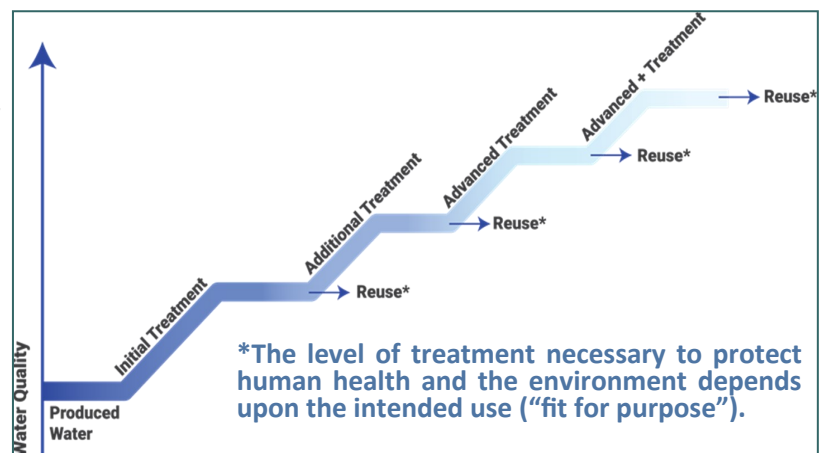 Advanced + Treatment
Reuse*
Advanced Treatment
Reuse*
Additional Treatment
Reuse*
Initial Treatment
Reuse*
*The level of treatment necessary to protect
human health and the environment depends
upon the intended use (“fit for purpose”).
Produced
Water
Water Quality